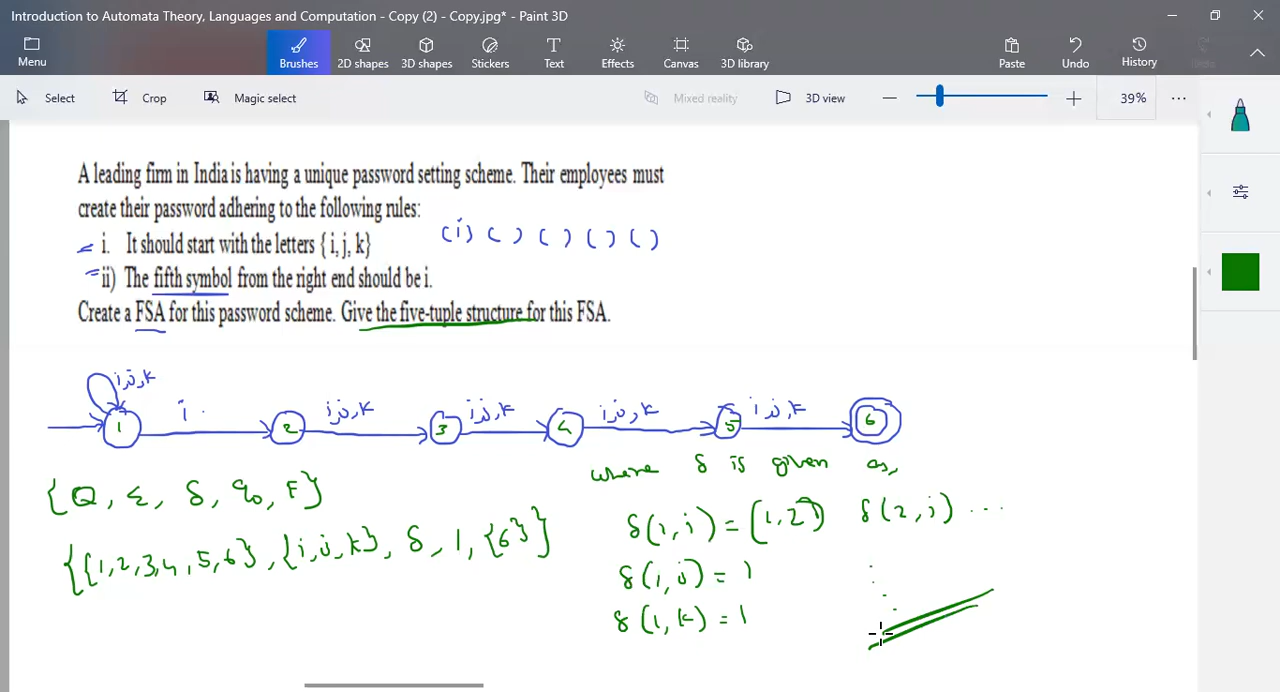 Introduction to Automata Theory, Languages and Computation - Copy (2) - Copy.jpg* - Paint 3D
Menu
Brushes
2D shapes
3D shapes
Stickers
Text
Effects
Canvas
3D library
Paste
Undo
History
Select
Crop
Magic select
Mixed reality
3D view
39%
A leading firm in India is having a unique password setting scheme. Their employees must
create their password adhering to the following rules:
i. It should start with the letters { i, j, k}
(i) ( ) ( ) ( ) ( )
ii) The fifth symbol from the right end should be i.
Create a FSA for this password scheme. Give the five-tuple structure for this FSA.
i,j,k
i i,j,k i,j,k i,j,k i,j,k
1 2 3 4 5 6
where δ is given as,
{Q, Σ, δ, q0, F}
δ(1,i) = (1,2) δ(2,i) ...
{{1,2,3,4,5,6}, {i,j,k}, δ, 1, {6}}
δ(1,j) = 1
δ(1,k) = 1